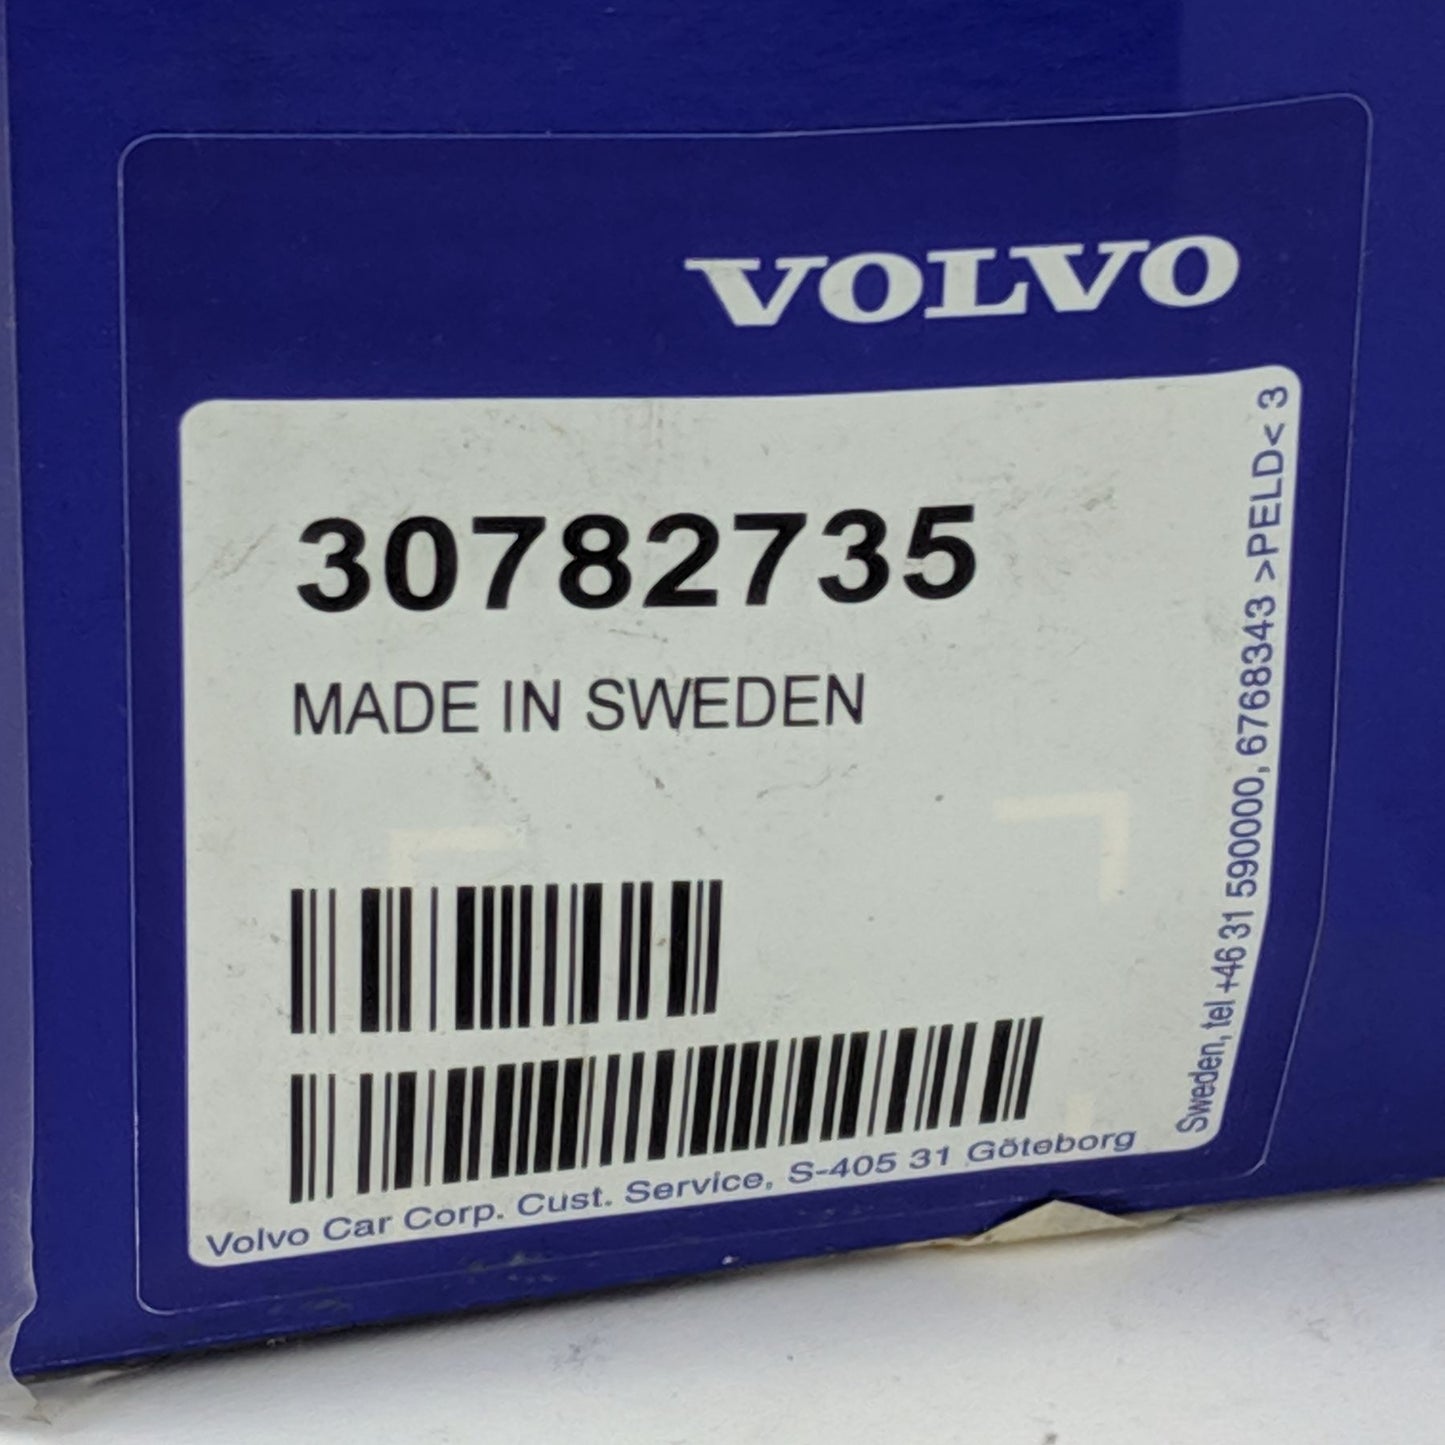 VOLVO
30782735
MADE IN SWEDEN
Volvo Car Corp. Cust. Service, S-405 31 Göteborg
Sweden, tel +46 31 590000, 6768343 >PELD< 3